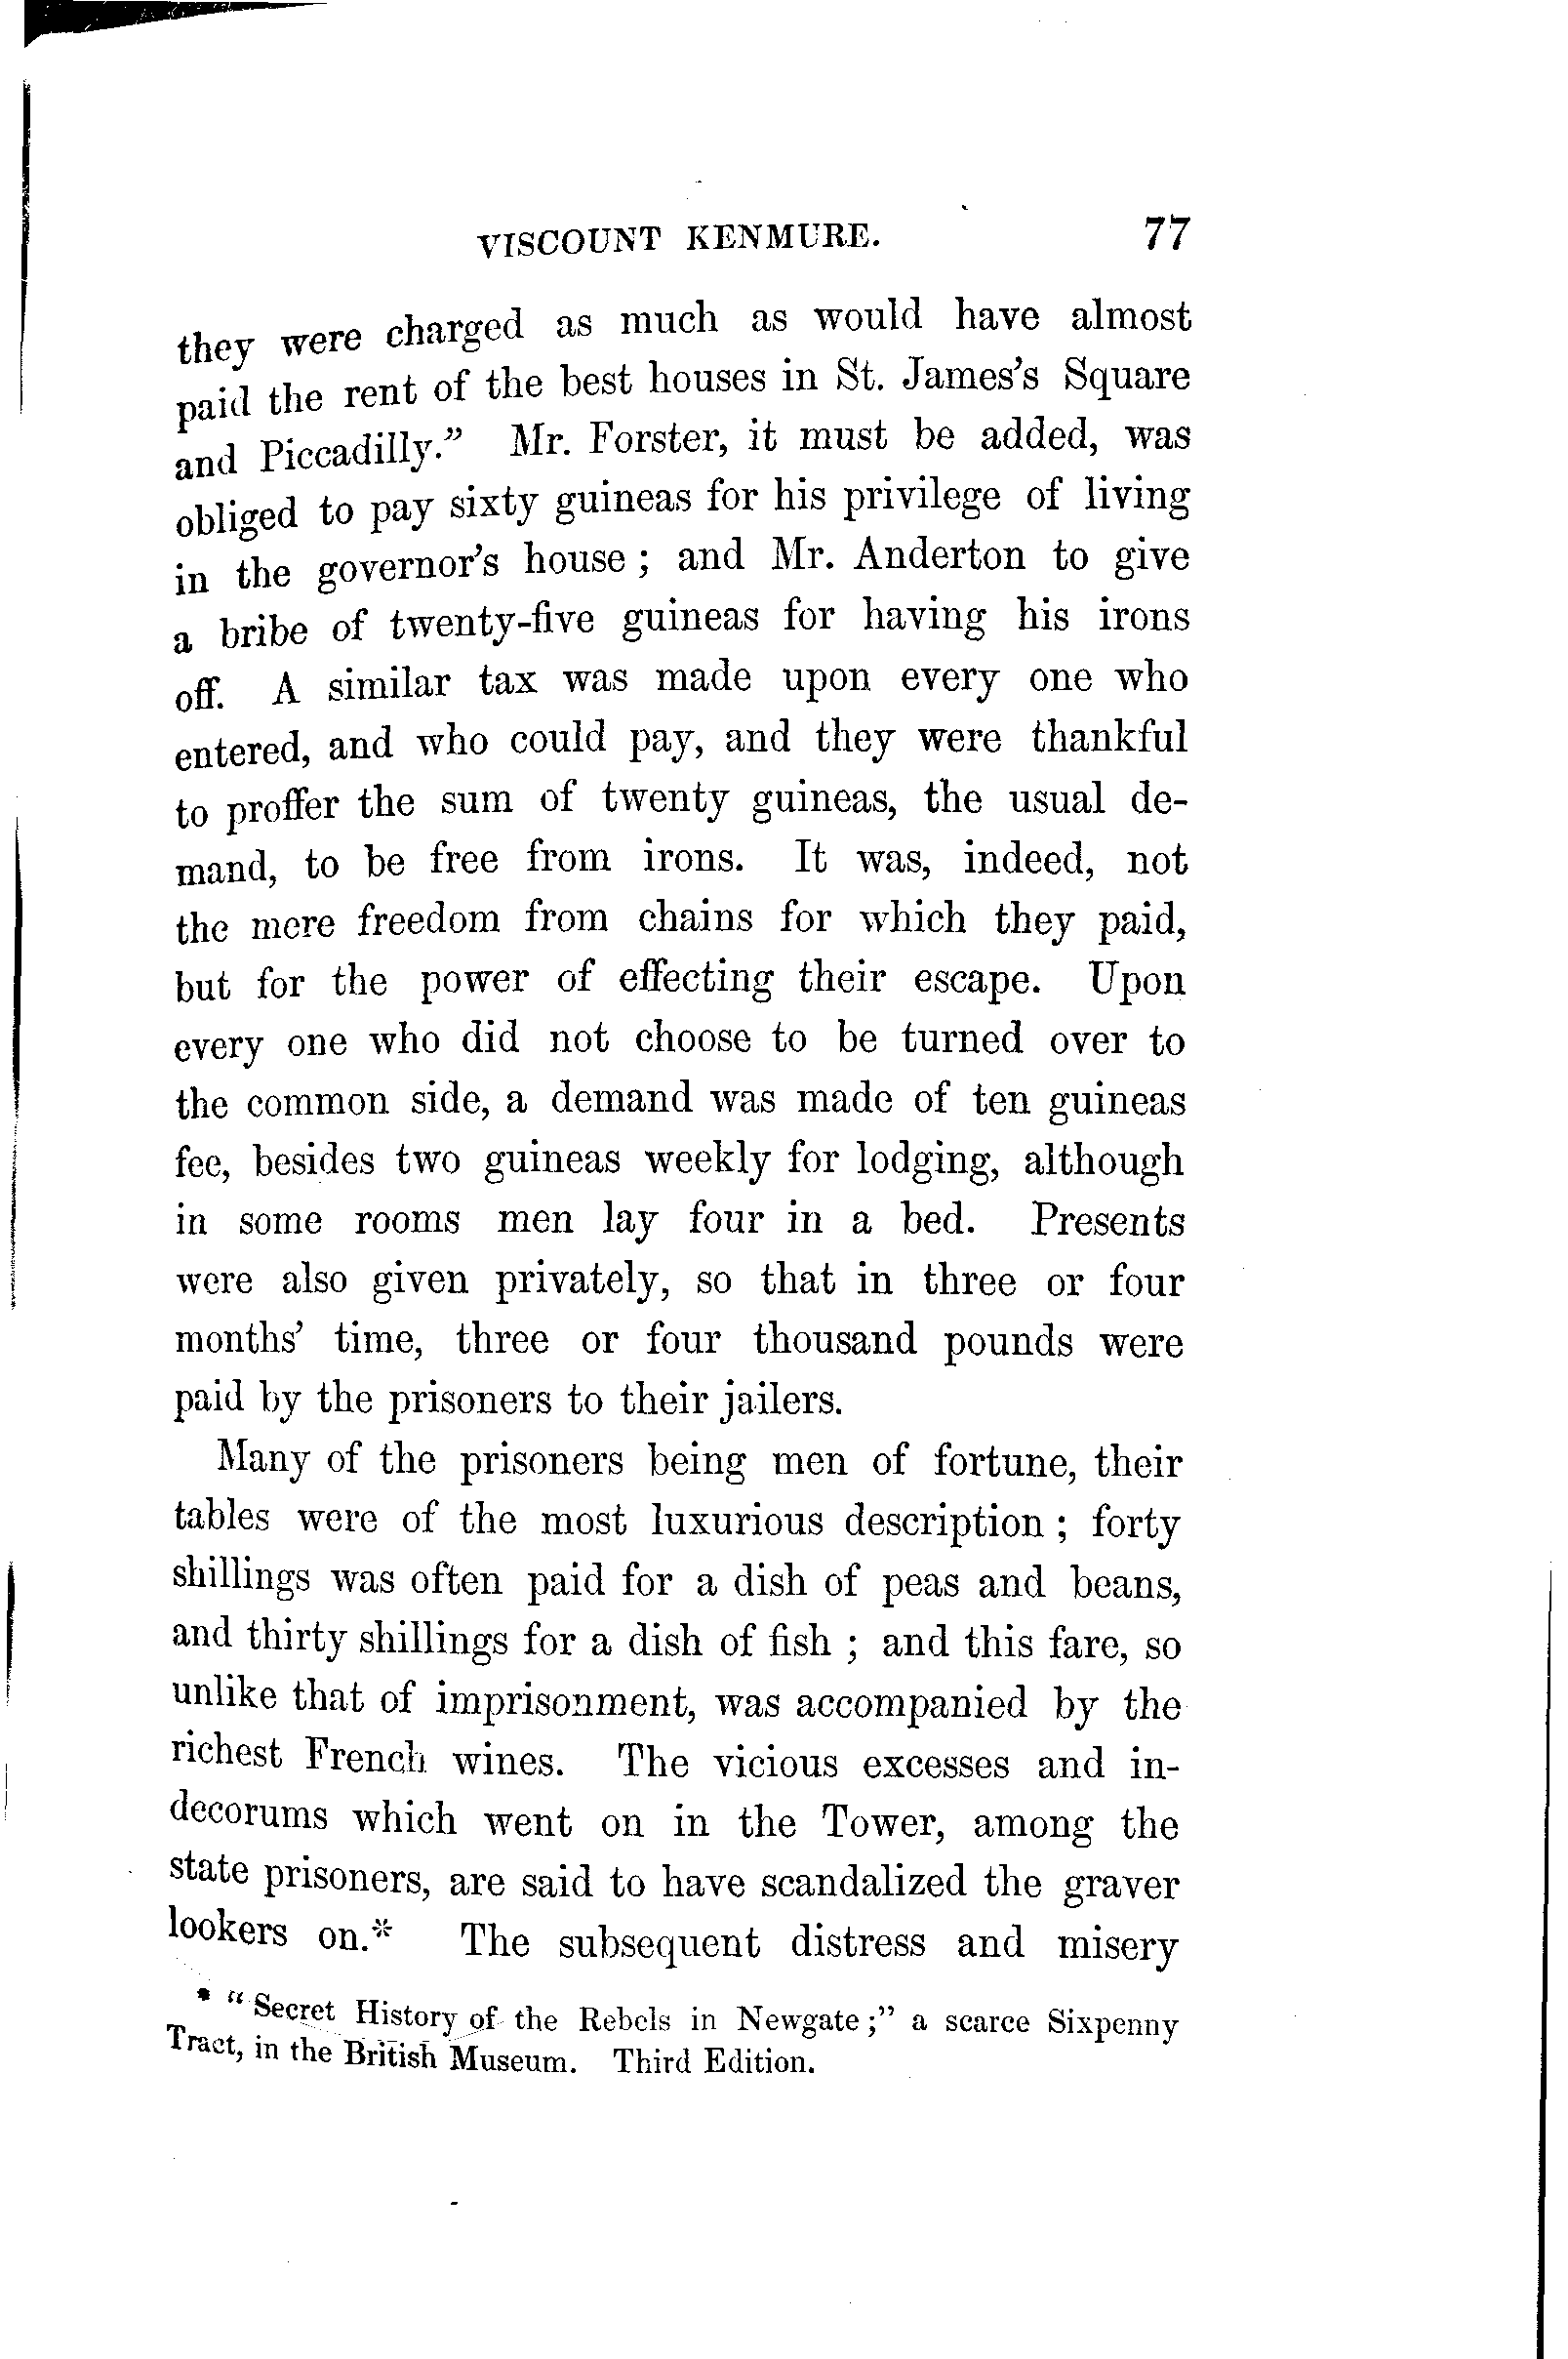 VISCOUNT KENMURE. 77
they were charged as much as would have almost
paid the rent of the best houses in St. James's Square
and Piccadilly.” Mr. Forster, it must be added, was
obliged to pay sixty guineas for his privilege of living
in the governor's house ; and Mr. Anderton to give
a bribe of twenty-five guineas for having his irons
off. A similar tax was made upon every one who
entered, and who could pay, and they were thankful
to proffer the sum of twenty guineas, the usual de-
mand, to be free from irons. It was, indeed, not
the mere freedom from chains for which they paid,
but for the power of effecting their escape. Upon
every one who did not choose to be turned over to
the common side, a demand was made of ten guineas
fee, besides two guineas weekly for lodging, although
in some rooms men lay four in a bed. Presents
were also given privately, so that in three or four
months' time, three or four thousand pounds were
paid by the prisoners to their jailers.
Many of the prisoners being men of fortune, their
tables were of the most luxurious description ; forty
shillings was often paid for a dish of peas and beans,
and thirty shillings for a dish of fish ; and this fare, so
unlike that of imprisonment, was accompanied by the
richest French wines. The vicious excesses and in-
decorums which went on in the Tower, among the
state prisoners, are said to have scandalized the graver
lookers on.* The subsequent distress and misery
* “Secret History of the Rebels in Newgate ;” a scarce Sixpenny
Tract, in the British Museum. Third Edition.